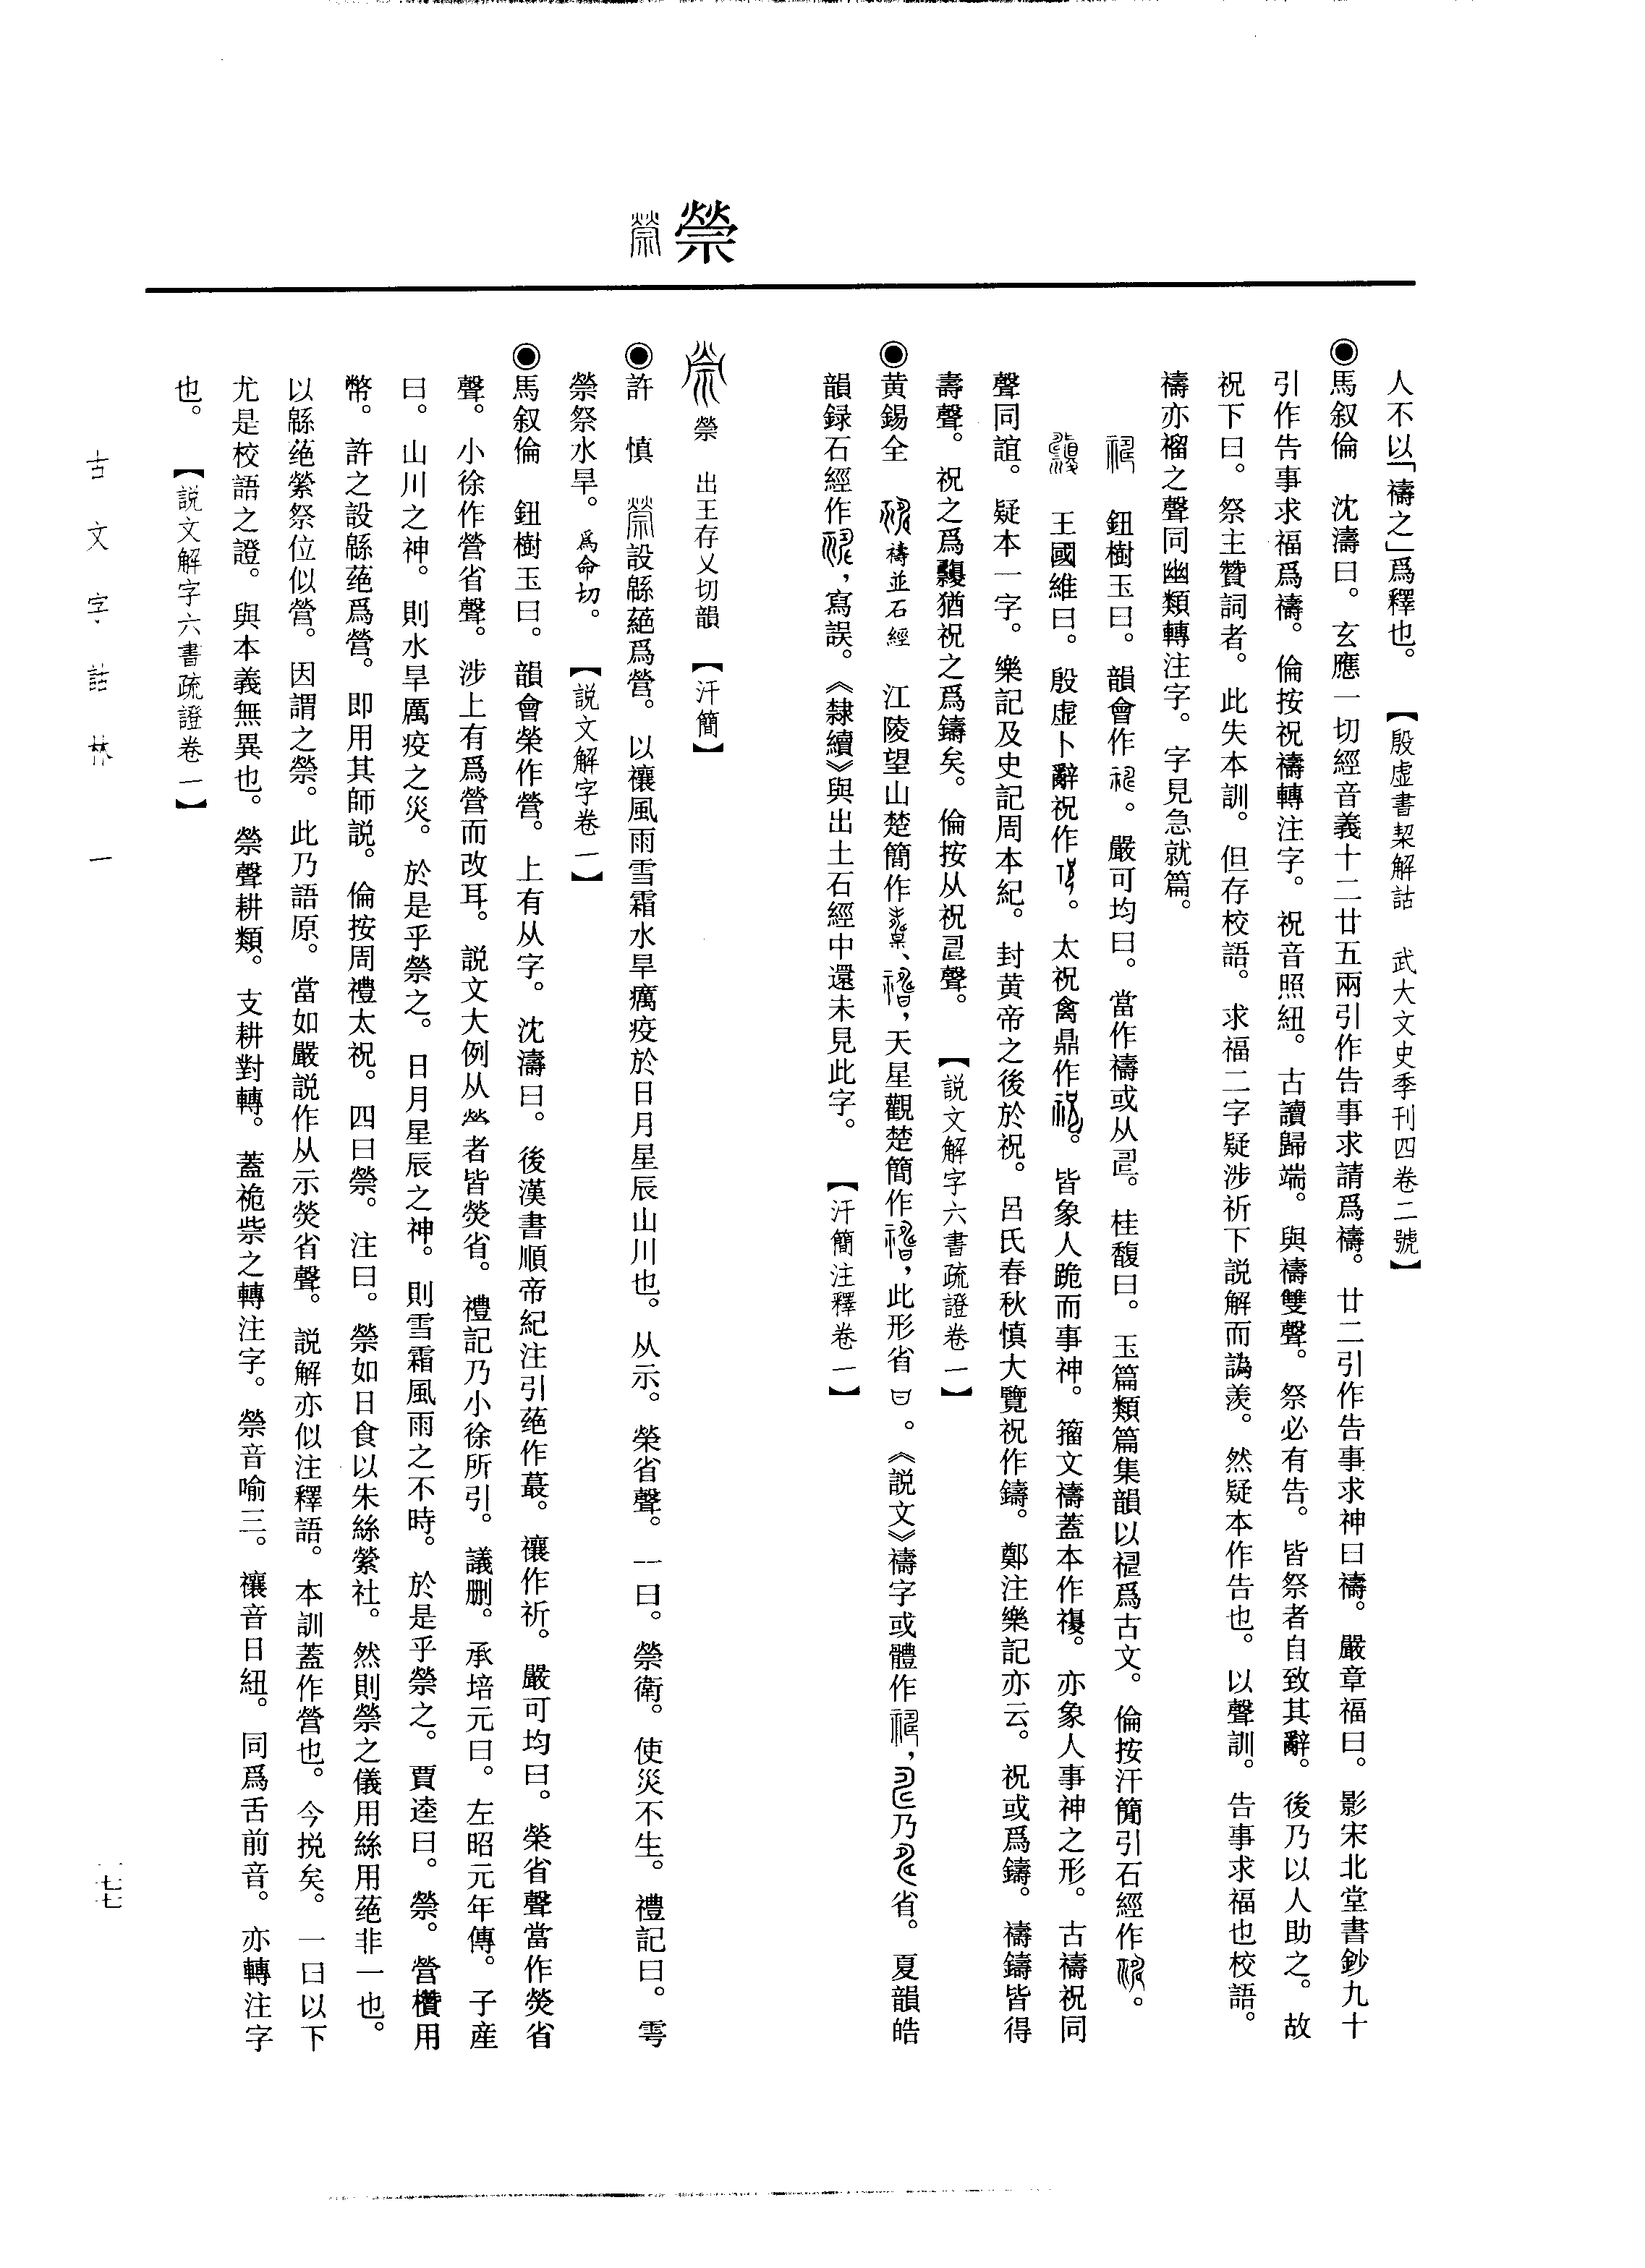 禜
人不以「禱之」爲釋也。　【殷虛書契解詁　武大文史季刊四卷二號】
◉馬叙倫　沈濤曰。玄應一切經音義十二廿五兩引作告事求請爲禱。廿二引作告事求神曰禱。嚴章福曰。影宋北堂書鈔九十
引作告事求福爲禱。倫按祝禱轉注字。祝音照紐。古讀歸端。與禱雙聲。祭必有告。皆祭者自致其辭。後乃以人助之。故
祝下曰。祭主贊詞者。此失本訓。但存校語。求福二字疑涉祈下説解而譌羨。然疑本作告也。以聲訓。告事求福也校語。
禱亦禂之聲同幽類轉注字。字見急就篇。
鈕樹玉曰。韻會作。嚴可均曰。當作禱或从。桂馥曰。玉篇類篇集韻以爲古文。倫按汗簡引石經作。
王國維曰。殷虛卜辭祝作。太祝禽鼎作。皆象人跪而事神。籀文禱蓋本作。亦象人事神之形。古禱祝同
聲同誼。疑本一字。樂記及史記周本紀。封黄帝之後於祝。呂氏春秋慎大覽祝作鑄。鄭注樂記亦云。祝或爲鑄。禱鑄皆得
壽聲。祝之爲猶祝之爲鑄矣。倫按从祝聲。　【説文解字六書疏證卷一】
◉黄錫全　禱並石經　江陵望山楚簡作、，天星觀楚簡作，此形省。《説文》禱字或體作，乃省。夏韻皓
韻録石經作，寫誤。《隸續》與出土石經中還未見此字。　【汗簡注釋卷一】
禜　出王存乂切韻　【汗簡】
◉許　慎　設緜蕝爲營。以禳風雨雪霜水旱癘疫於日月星辰山川也。从示。榮省聲。一曰。禜衛。使災不生。禮記曰。雩
禜祭水旱。爲命切。　【説文解字卷一】
◉馬叙倫　鈕樹玉曰。韻會榮作營。上有从字。沈濤曰。後漢書順帝紀注引蕝作蕞。禳作祈。嚴可均曰。榮省聲當作熒省
聲。小徐作營省聲。涉上有爲營而改耳。説文大例从𤇾者皆熒省。禮記乃小徐所引。議删。承培元曰。左昭元年傳。子産
曰。山川之神。則水旱厲疫之災。於是乎禜之。日月星辰之神。則雪霜風雨之不時。於是乎禜之。賈逵曰。禜。營欑用
幣。許之設緜蕝爲營。即用其師説。倫按周禮太祝。四曰禜。注曰。禜如日食以朱絲縈社。然則禜之儀用絲用蕝非一也。
以緜蕝縈祭位似營。因謂之禜。此乃語原。當如嚴説作从示熒省聲。説解亦似注釋語。本訓蓋作營也。今挩矣。一曰以下
尤是校語之證。與本義無異也。禜聲耕類。支耕對轉。蓋祪祡之轉注字。禜音喻三。禳音日紐。同爲舌前音。亦轉注字
也。　【説文解字六書疏證卷一】
古文字詁林　一
一七七